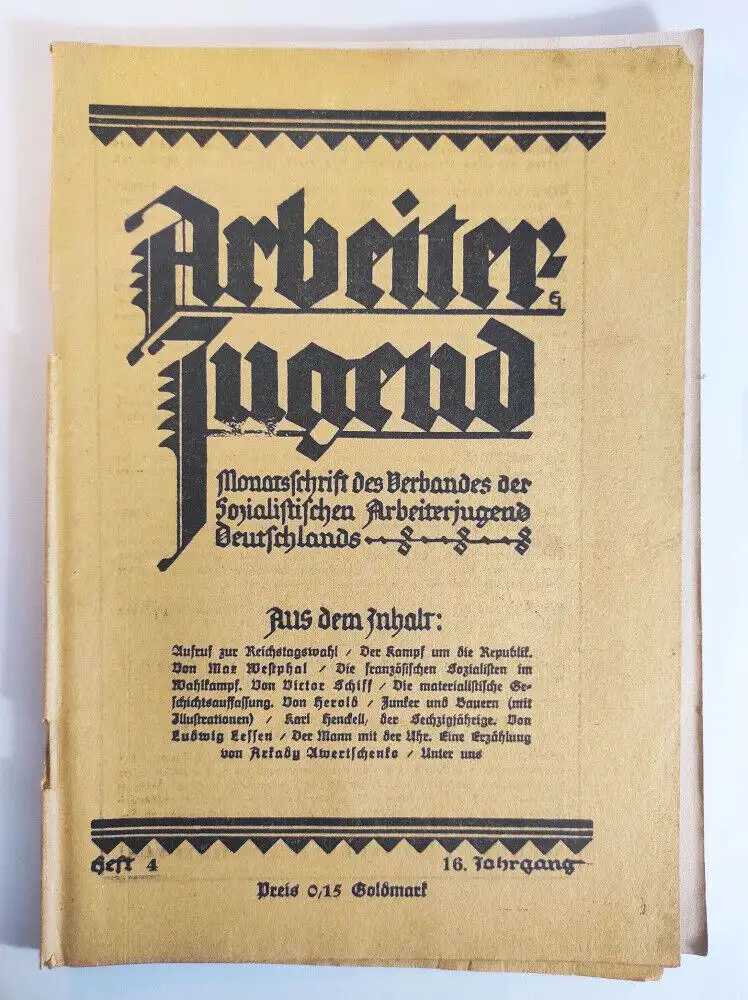 Arbeiter-
EG
Jugend
Monatsschrift des Verbandes der
Sozialistischen Arbeiterjugend
Deutschlands
Aus dem Inhalt:
Aufruf zur Reichstagswahl / Der Kampf um die Republik.
Von Max Westphal / Die französischen Sozialisten im
Wahlkampf. Von Victor Schiff / Die materialistische Ge-
schichtsauffassung. Von Herold / Junker und Bauern (mit
Illustrationen) / Karl Henckell, der Sechzigjährige. Von
Ludwig Lessen / Der Mann mit der Uhr. Eine Erzählung
von Arkady Awertschenko / Unter uns
Heft 4 16. Jahrgang
Preis 0,15 Goldmark